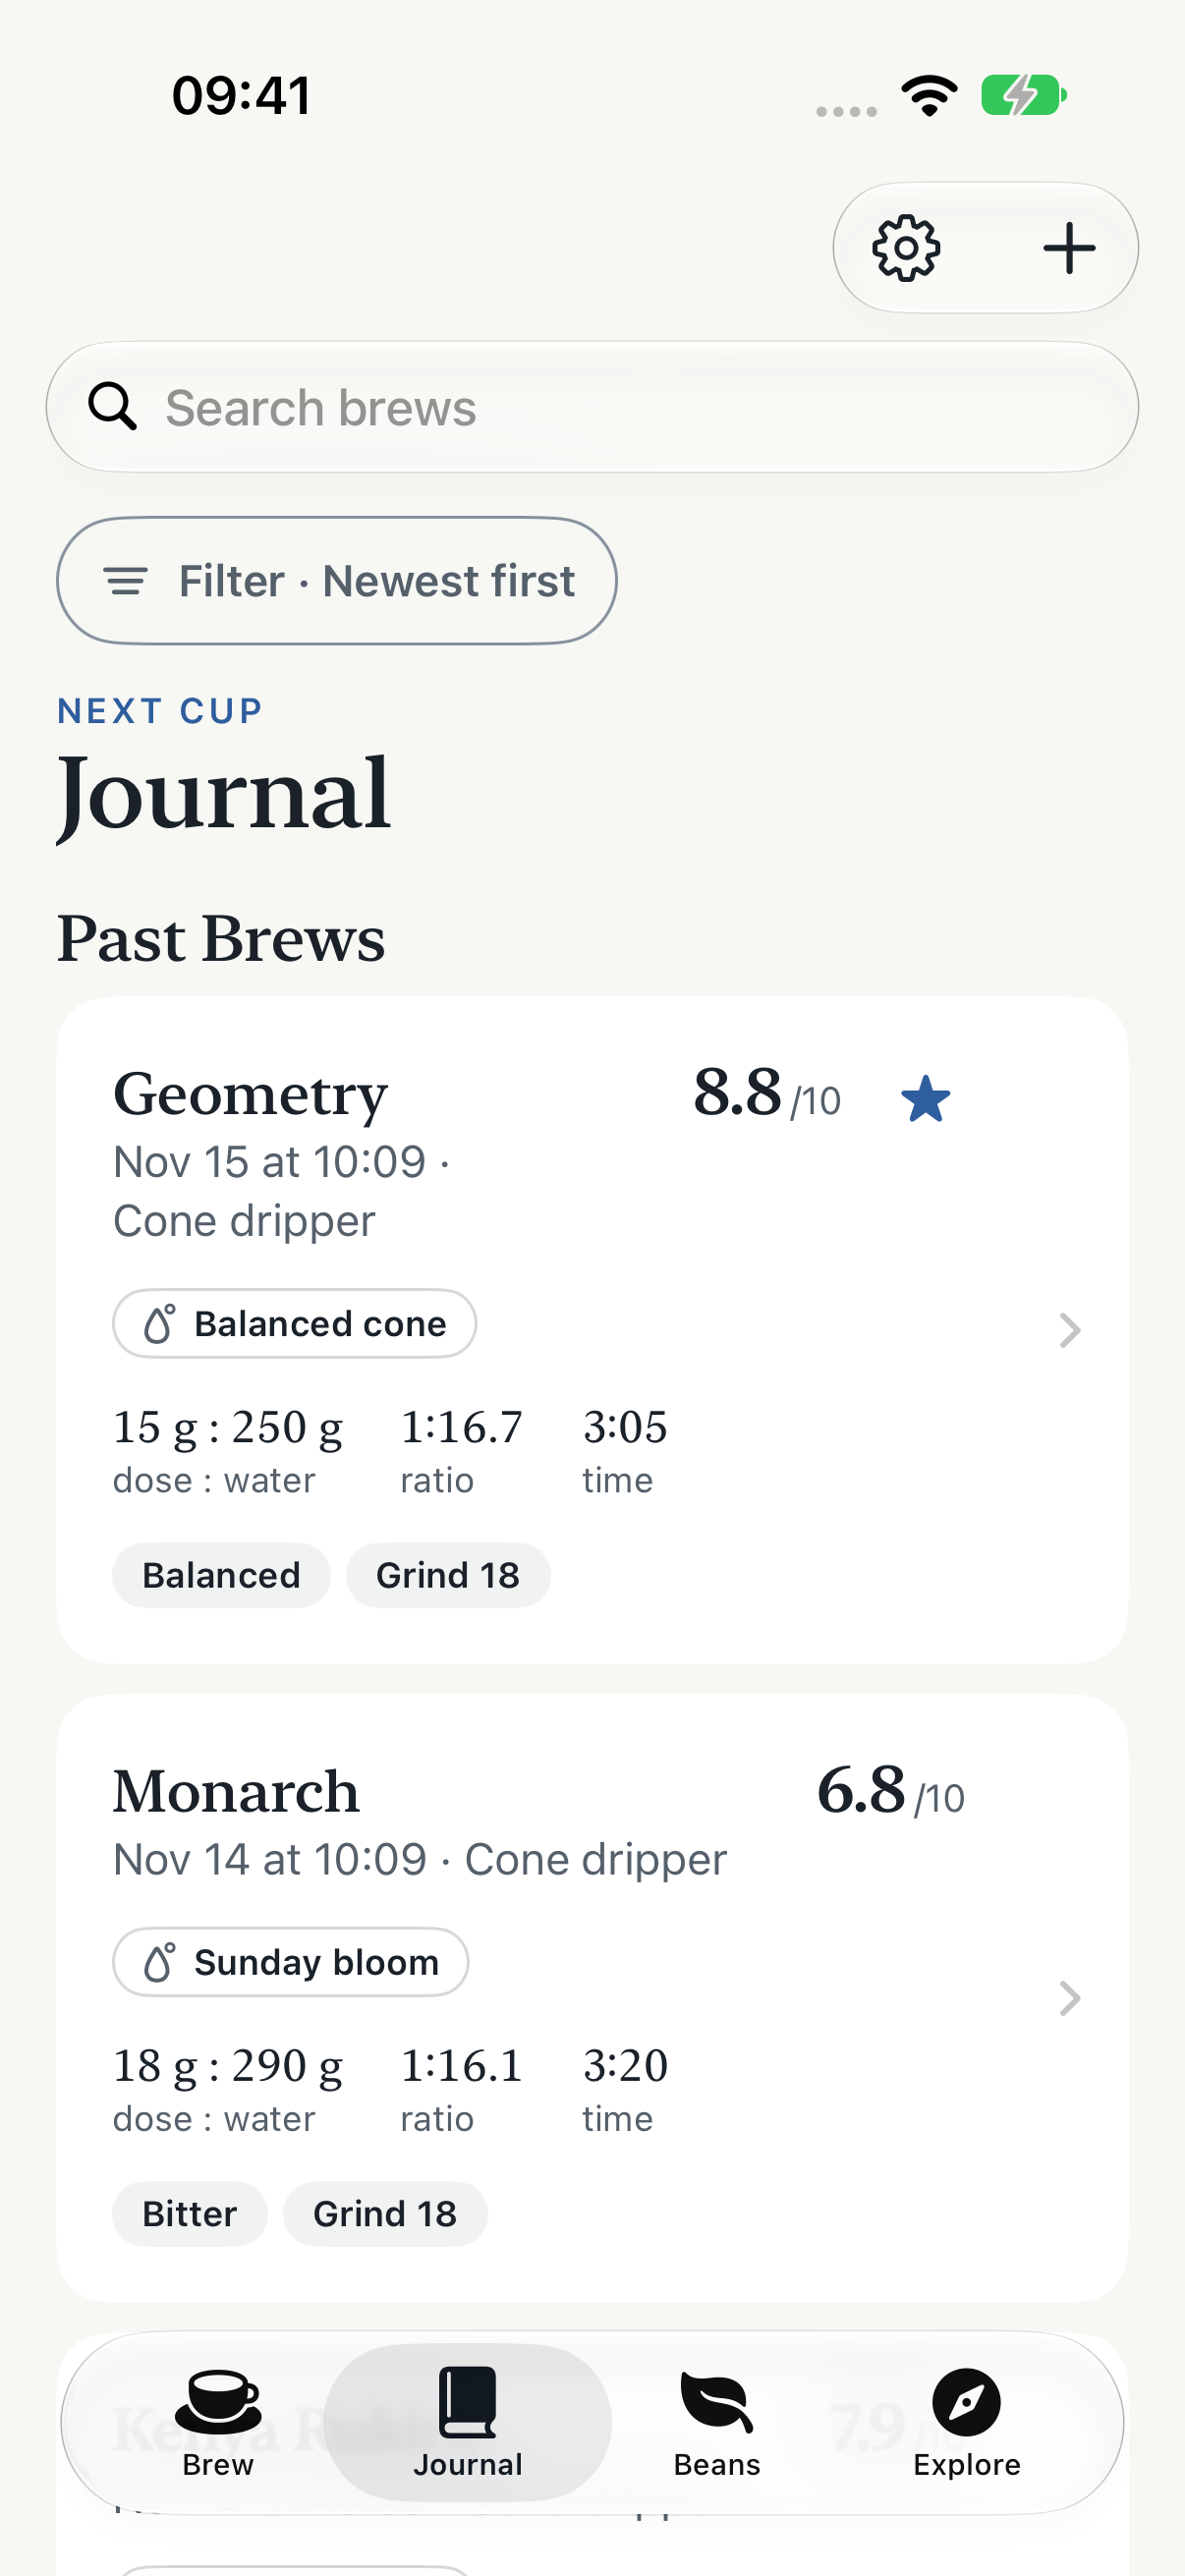 09:41
Search brews
Filter · Newest first
NEXT CUP
Journal
Past Brews
Geometry
8.8 /10
Nov 15 at 10:09 ·
Cone dripper
Balanced cone
15 g : 250 g 1:16.7 3:05
dose : water ratio time
Balanced Grind 18
Monarch
6.8 /10
Nov 14 at 10:09 · Cone dripper
Sunday bloom
18 g : 290 g 1:16.1 3:20
dose : water ratio time
Bitter Grind 18
Kenya
7.9
Brew Journal Beans Explore